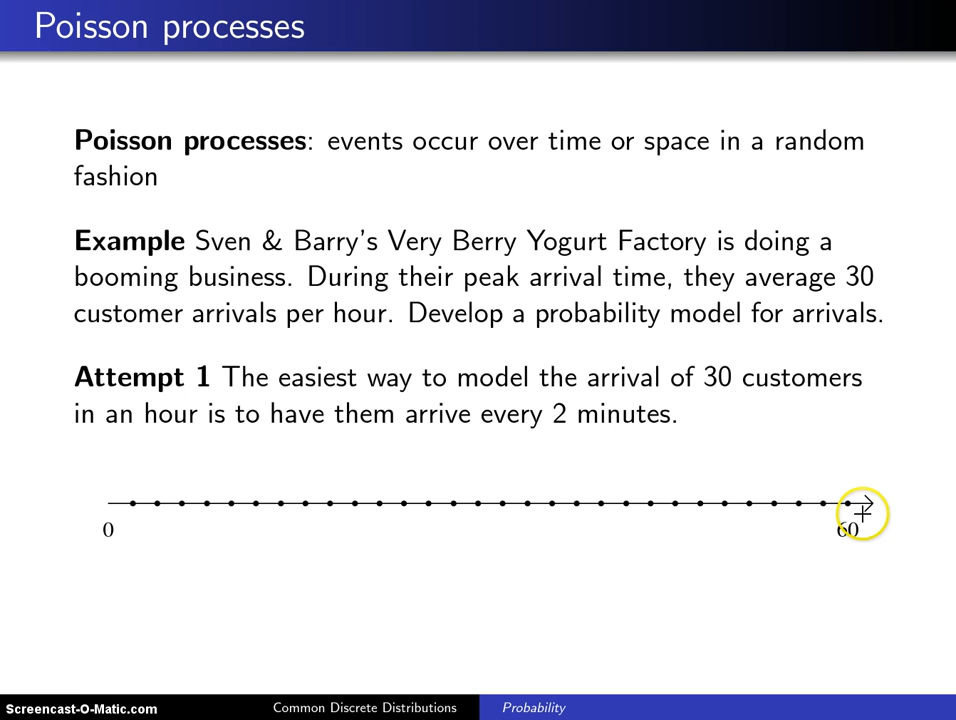 Poisson processes
Poisson processes: events occur over time or space in a random
fashion
Example Sven & Barry's Very Berry Yogurt Factory is doing a
booming business. During their peak arrival time, they average 30
customer arrivals per hour. Develop a probability model for arrivals.
Attempt 1 The easiest way to model the arrival of 30 customers
in an hour is to have them arrive every 2 minutes.
0 60
Screencast-O-Matic.com Common Discrete Distributions Probability